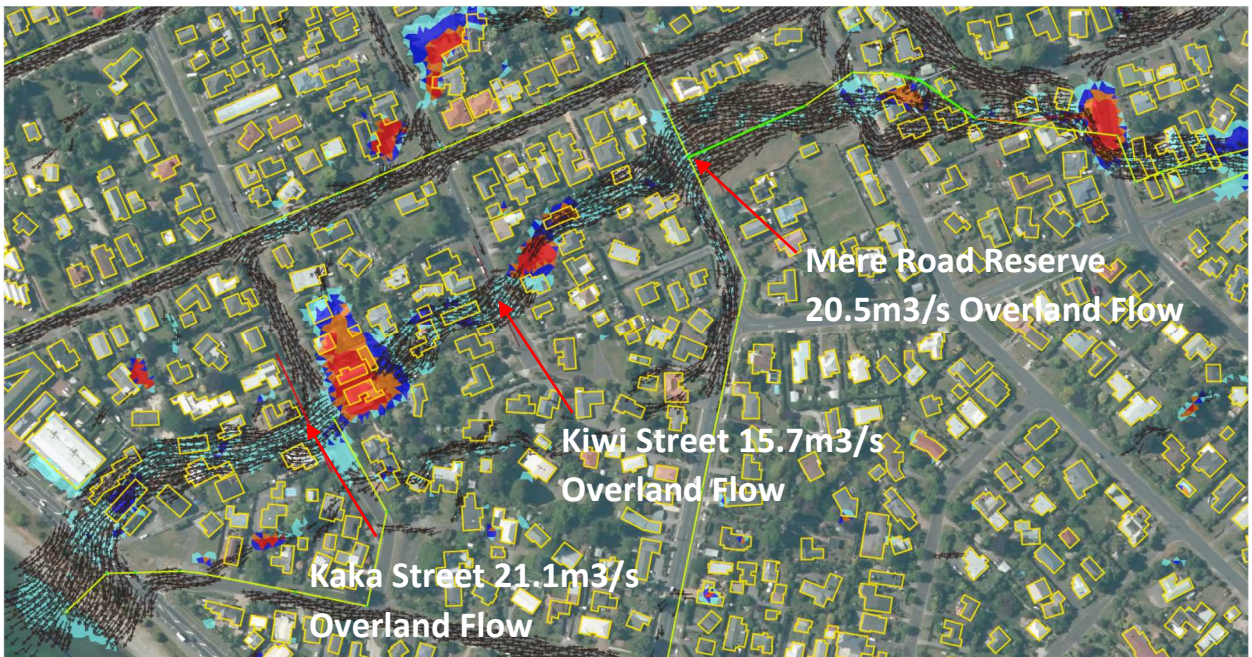 Mere Road Reserve
20.5m3/s Overland Flow
Kiwi Street 15.7m3/s
Overland Flow
Kaka Street 21.1m3/s
Overland Flow